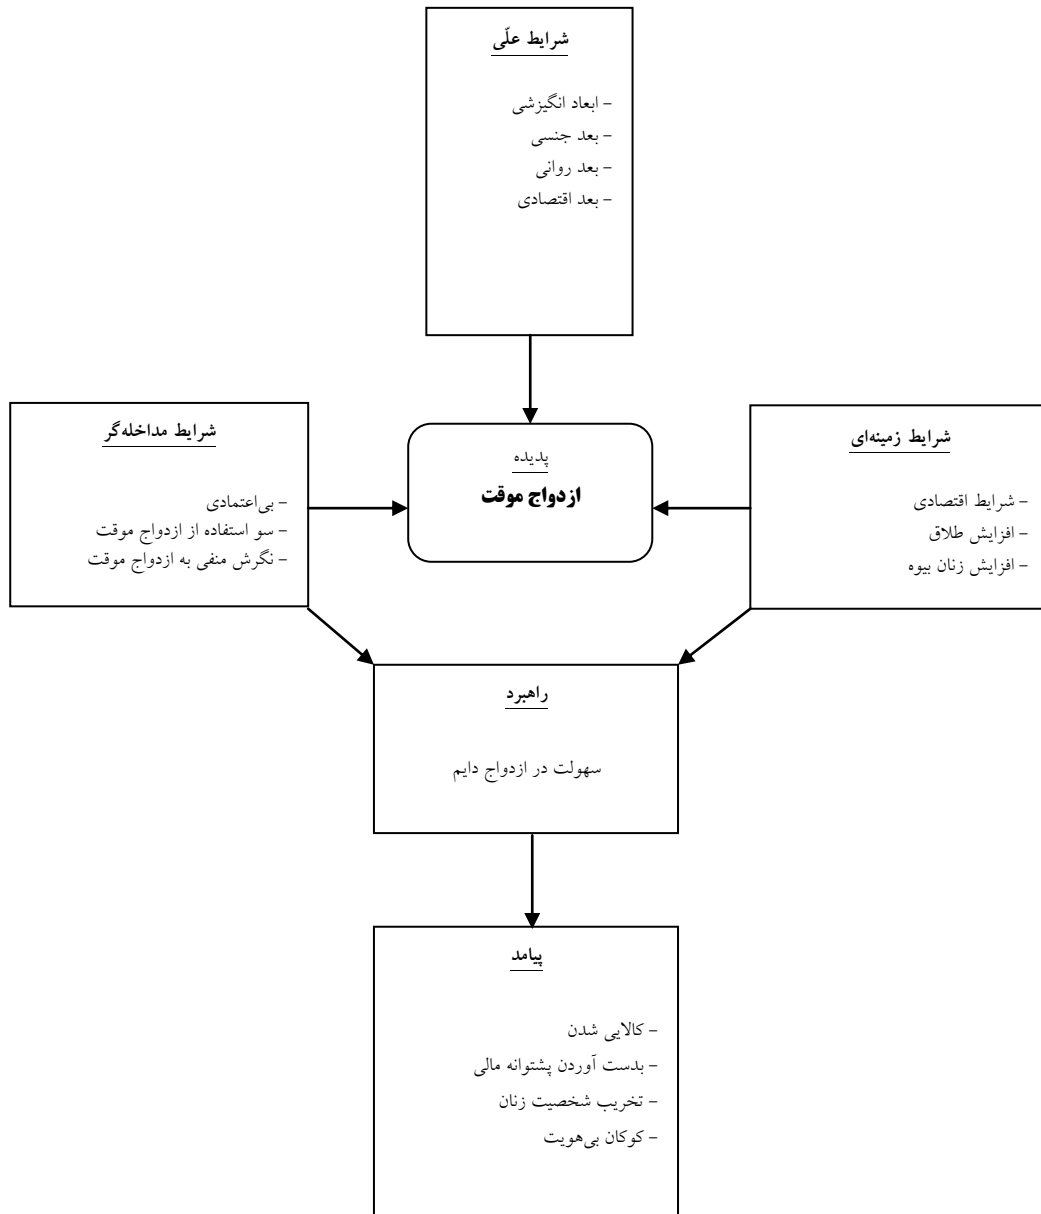 شرایط علّی
- ابعاد انگیزشی
- بعد جنسی
- بعد روانی
- بعد اقتصادی
شرایط زمینه‌ای
- شرایط اقتصادی
- افزایش طلاق
- افزایش زنان بیوه
پدیده
ازدواج موقت
شرایط مداخله‌گر
- بی‌اعتمادی
- سو استفاده از ازدواج موقت
- نگرش منفی به ازدواج موقت
راهبرد
سهولت در ازدواج دایم
پیامد
- کالایی شدن
- بدست آوردن پشتوانه مالی
- تخریب شخصیت زنان
- کوکان بی‌هویت